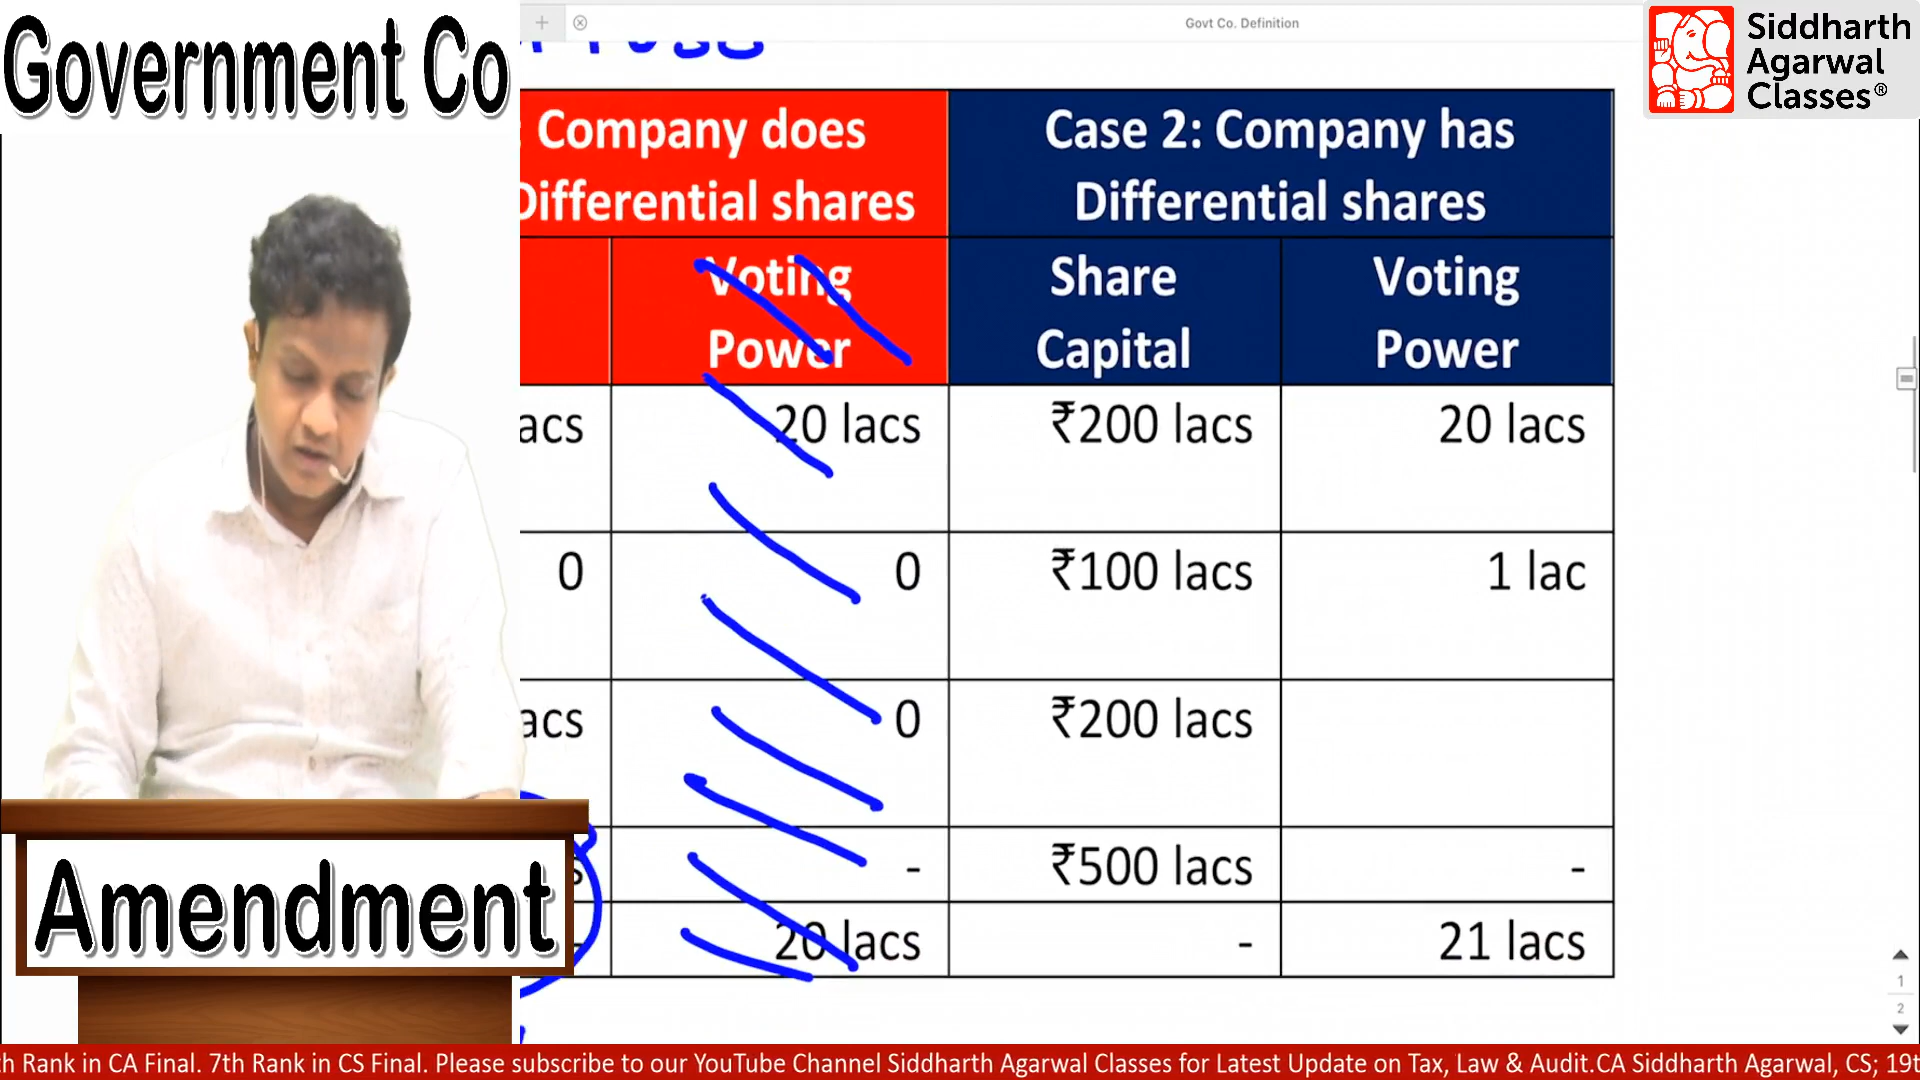 Government Co
Govt Co. Definition
Siddharth
Agarwal
Classes®
Company does
Differential shares
Case 2: Company has
Differential shares
Voting
Power
Share
Capital
Voting
Power
acs
20 lacs
₹200 lacs
20 lacs
0
0
₹100 lacs
1 lac
acs
0
₹200 lacs
-
₹500 lacs
-
-
20 lacs
-
21 lacs
Amendment
1
2
h Rank in CA Final. 7th Rank in CS Final. Please subscribe to our YouTube Channel Siddharth Agarwal Classes for Latest Update on Tax, Law & Audit.CA Siddharth Agarwal, CS; 19t